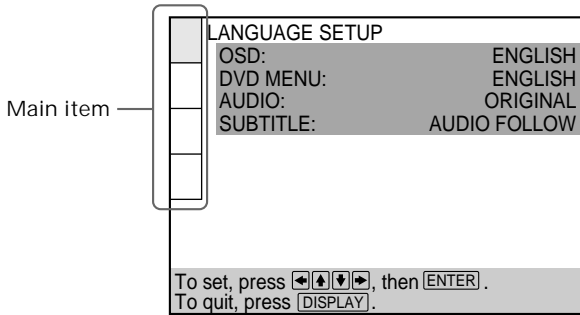 LANGUAGE SETUP
OSD: ENGLISH
DVD MENU: ENGLISH
AUDIO: ORIGINAL
SUBTITLE: AUDIO FOLLOW
Main item
To set, press ←↑↓→, then ENTER.
To quit, press DISPLAY.